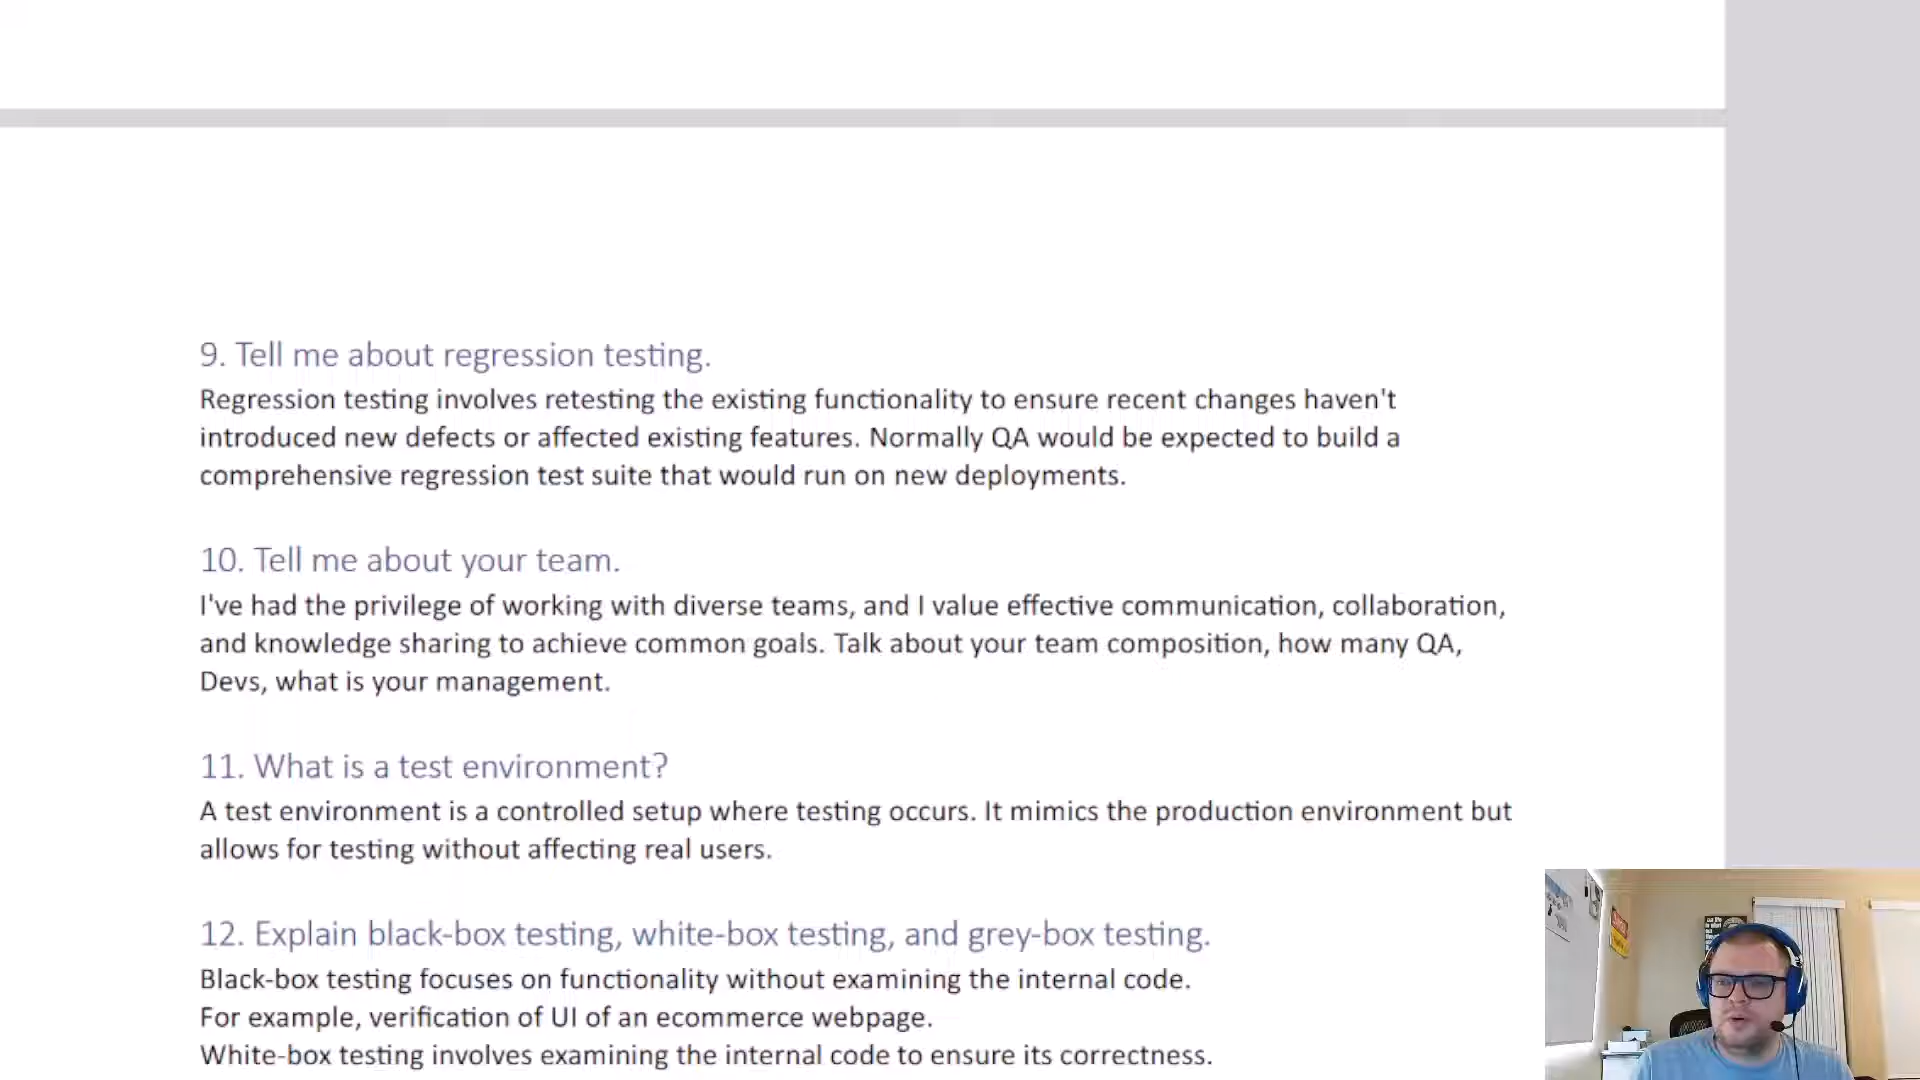 9. Tell me about regression testing.
Regression testing involves retesting the existing functionality to ensure recent changes haven't
introduced new defects or affected existing features. Normally QA would be expected to build a
comprehensive regression test suite that would run on new deployments.
10. Tell me about your team.
I've had the privilege of working with diverse teams, and I value effective communication, collaboration,
and knowledge sharing to achieve common goals. Talk about your team composition, how many QA,
Devs, what is your management.
11. What is a test environment?
A test environment is a controlled setup where testing occurs. It mimics the production environment but
allows for testing without affecting real users.
12. Explain black-box testing, white-box testing, and grey-box testing.
Black-box testing focuses on functionality without examining the internal code.
For example, verification of UI of an ecommerce webpage.
White-box testing involves examining the internal code to ensure its correctness.